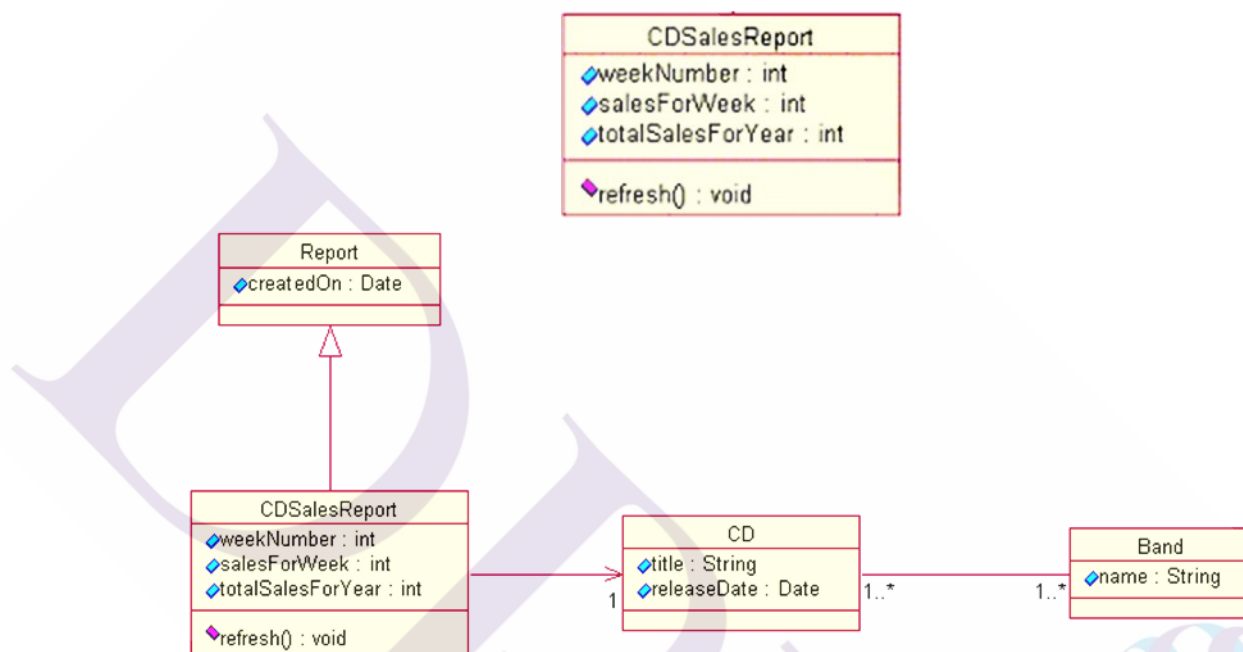 CDSalesReport
weekNumber : int
salesForWeek : int
totalSalesForYear : int
refresh() : void
Report
createdOn : Date
CDSalesReport
weekNumber : int
salesForWeek : int
totalSalesForYear : int
refresh() : void
1
CD
title : String
releaseDate : Date
1..*
1..*
Band
name : String